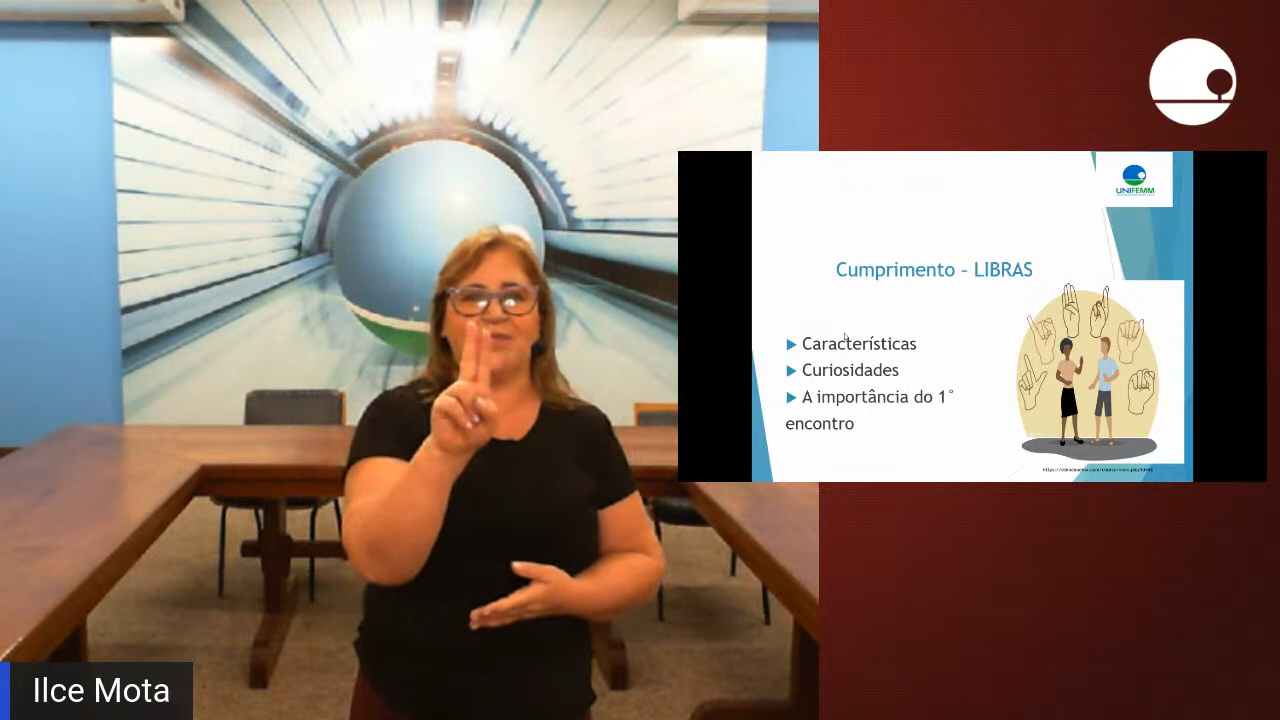 UNIFEMM
Cumprimento – LIBRAS
Características
Curiosidades
A importância do 1°
encontro
Ilce Mota